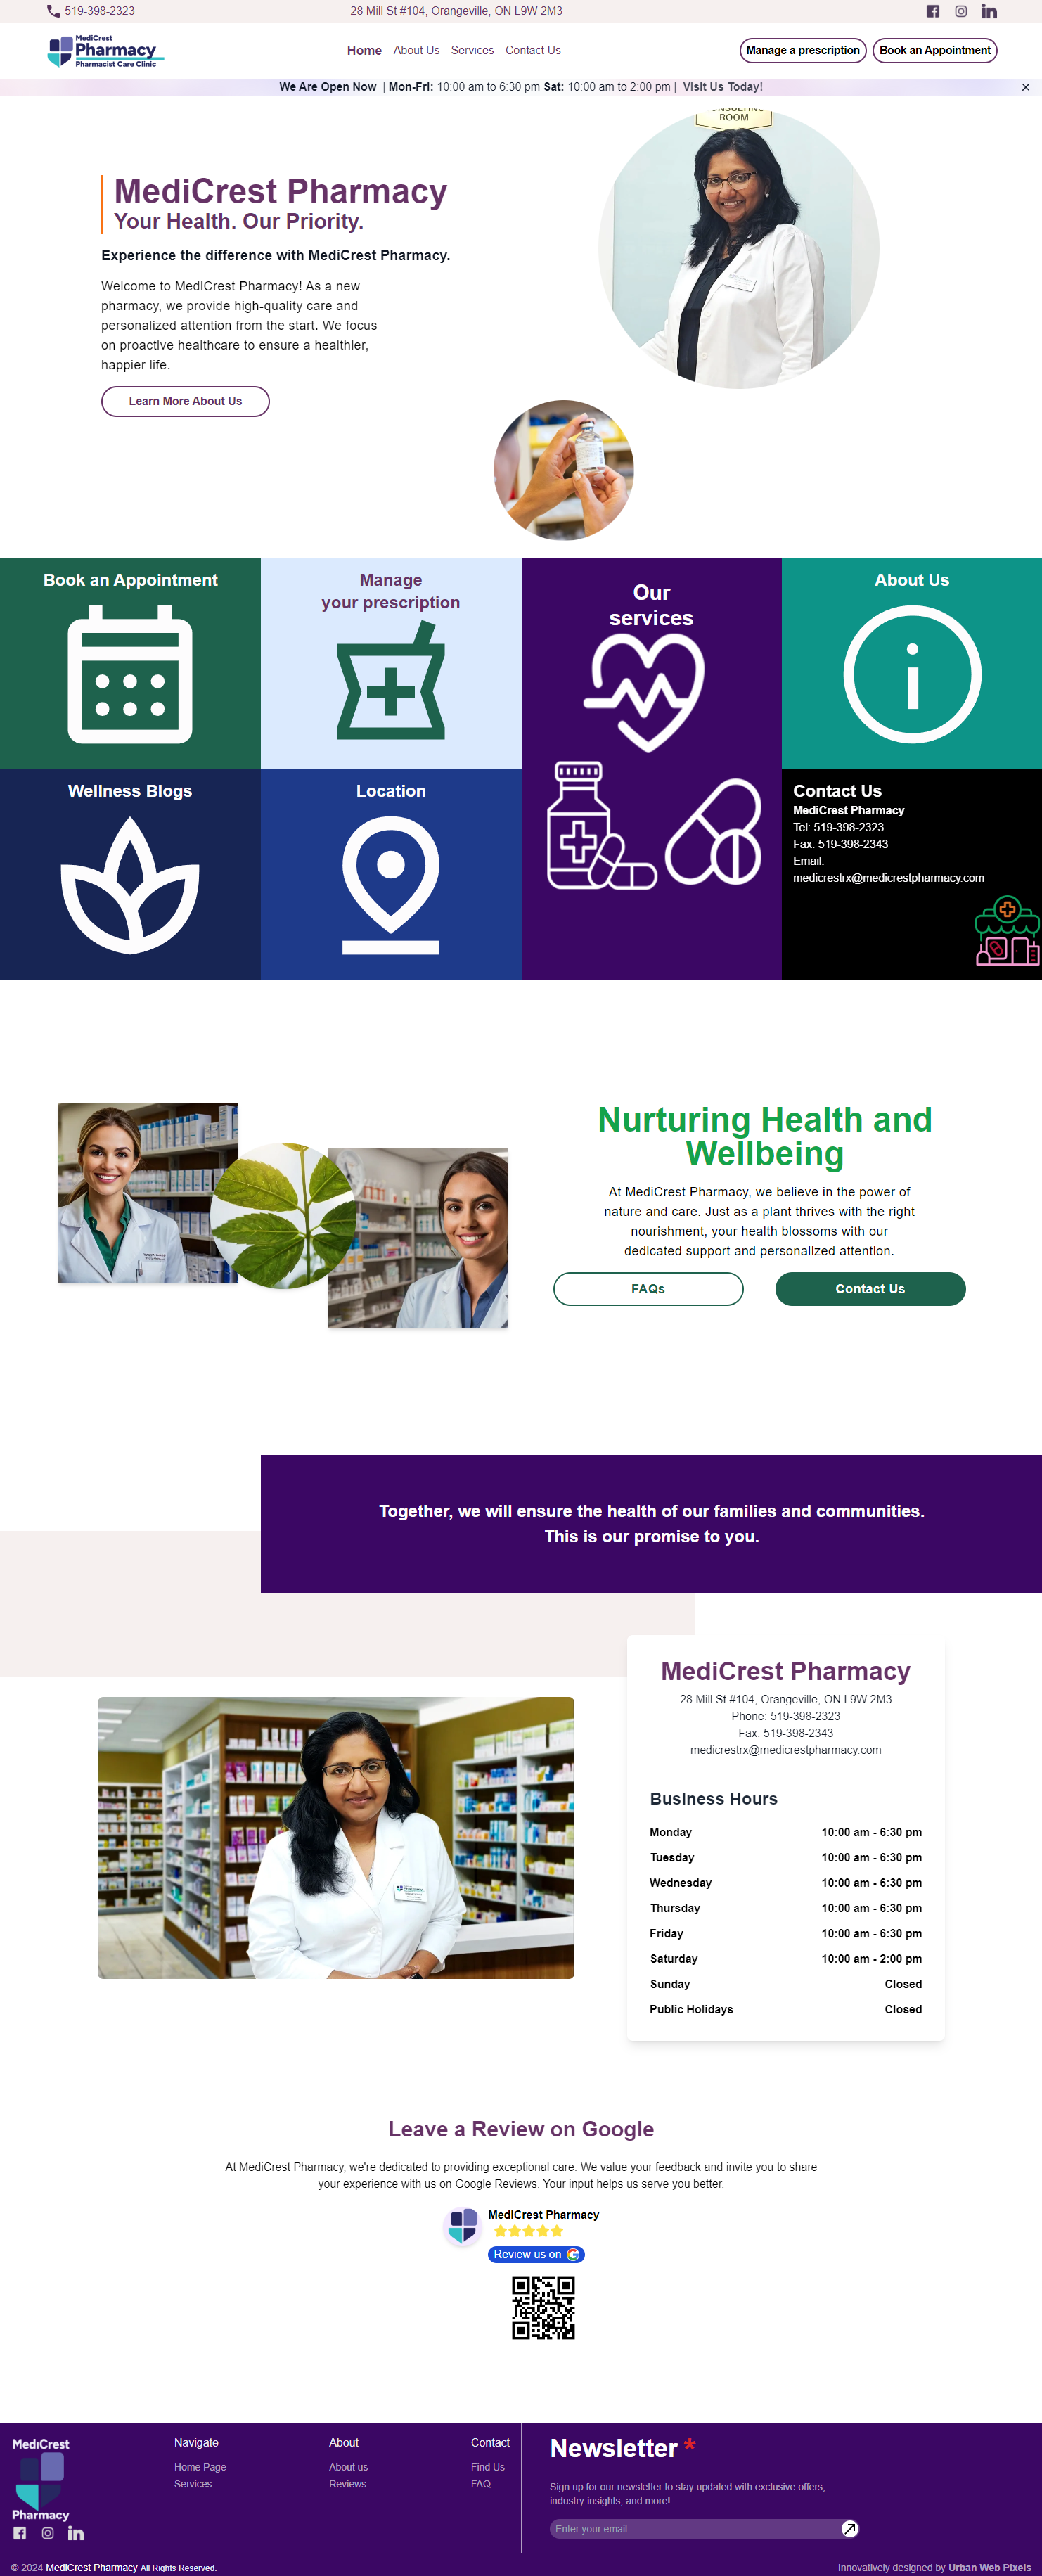 519-398-2323
28 Mill St #104, Orangeville, ON L9W 2M3
MediCrest
Pharmacy
Pharmacist Care Clinic
Home About Us Services Contact Us
Manage a prescription
Book an Appointment
We Are Open Now | Mon-Fri: 10:00 am to 6:30 pm Sat: 10:00 am to 2:00 pm | Visit Us Today!
ROOM
MediCrest Pharmacy
Your Health. Our Priority.
Experience the difference with MediCrest Pharmacy.
Welcome to MediCrest Pharmacy! As a new
pharmacy, we provide high-quality care and
personalized attention from the start. We focus
on proactive healthcare to ensure a healthier,
happier life.
Learn More About Us
Book an Appointment
Manage
your prescription
Our
services
About Us
Wellness Blogs
Location
Contact Us
MediCrest Pharmacy
Tel: 519-398-2323
Fax: 519-398-2343
Email:
medicrestrx@medicrestpharmacy.com
Nurturing Health and
Wellbeing
At MediCrest Pharmacy, we believe in the power of
nature and care. Just as a plant thrives with the right
nourishment, your health blossoms with our
dedicated support and personalized attention.
FAQs
Contact Us
Together, we will ensure the health of our families and communities.
This is our promise to you.
MediCrest Pharmacy
28 Mill St #104, Orangeville, ON L9W 2M3
Phone: 519-398-2323
Fax: 519-398-2343
medicrestrx@medicrestpharmacy.com
Business Hours
Monday 10:00 am - 6:30 pm
Tuesday 10:00 am - 6:30 pm
Wednesday 10:00 am - 6:30 pm
Thursday 10:00 am - 6:30 pm
Friday 10:00 am - 6:30 pm
Saturday 10:00 am - 2:00 pm
Sunday Closed
Public Holidays Closed
Leave a Review on Google
At MediCrest Pharmacy, we're dedicated to providing exceptional care. We value your feedback and invite you to share
your experience with us on Google Reviews. Your input helps us serve you better.
MediCrest Pharmacy
Review us on
MediCrest
Pharmacy
Navigate
Home Page
Services
About
About us
Reviews
Contact
Find Us
FAQ
Newsletter *
Sign up for our newsletter to stay updated with exclusive offers,
industry insights, and more!
Enter your email
© 2024 MediCrest Pharmacy All Rights Reserved.
Innovatively designed by Urban Web Pixels